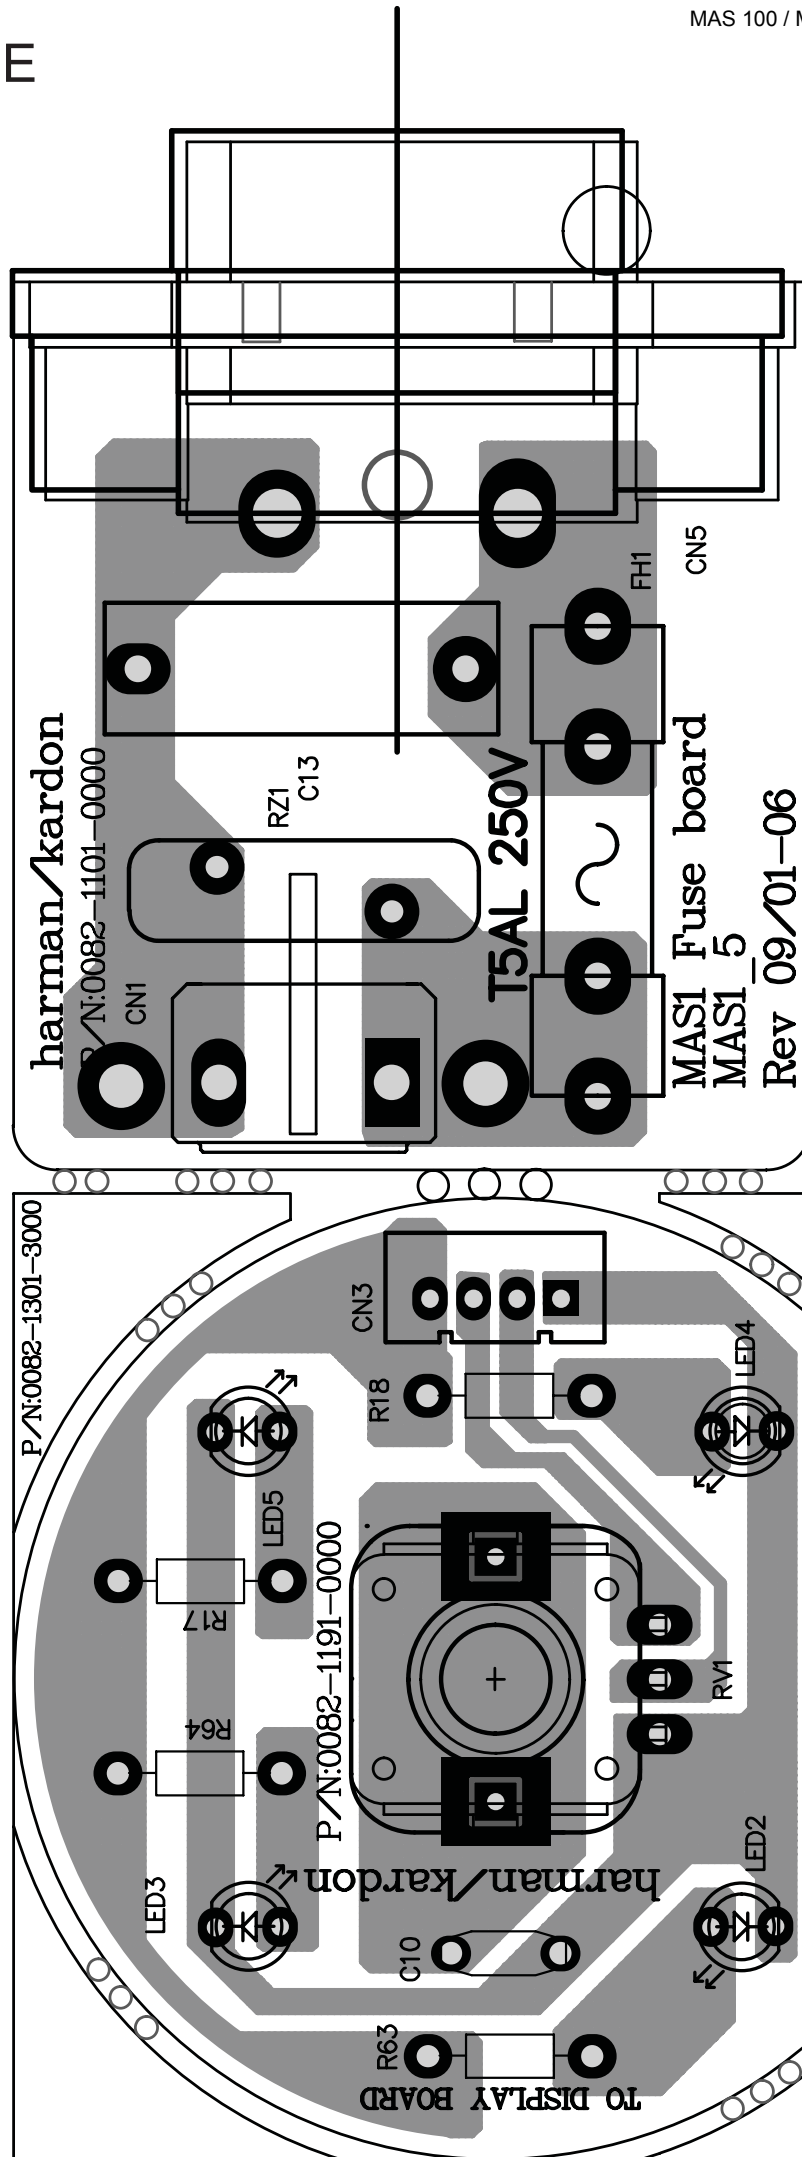 MAS 100 / M
E
FH1
CN5
harman/kardon
P/N:0082-1101-0000
CN1
RZ1
C13
T5AL 250V
MAS1 Fuse board
MAS1_5
Rev 09/01-06
P/N:0082-1301-3000
CN3
R18
LED4
LED5
R17
P/N:0082-1191-0000
R64
RV1
harman/kardon
LED3
LED2
C10
R63
TO DISPLAY BOARD